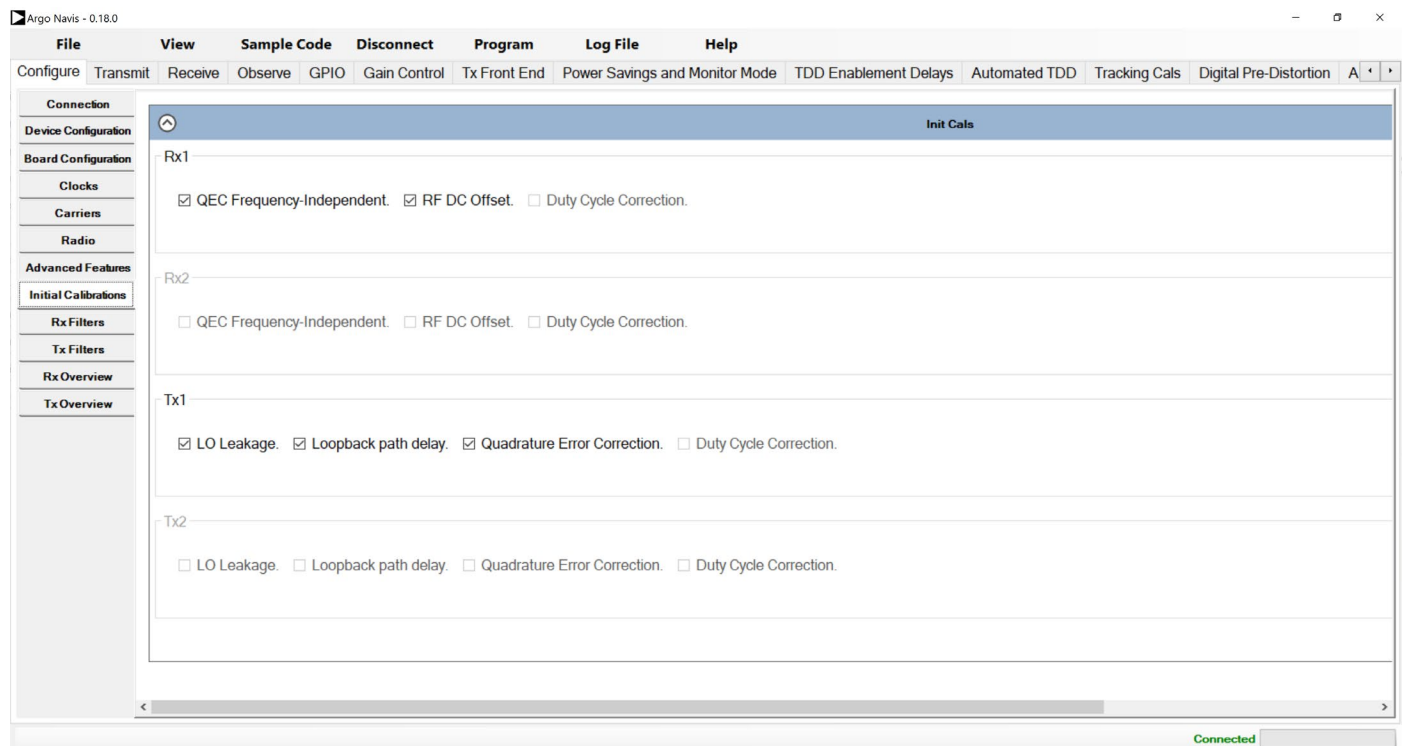 Argo Navis - 0.18.0
File View Sample Code Disconnect Program Log File Help
Configure Transmit Receive Observe GPIO Gain Control Tx Front End Power Savings and Monitor Mode TDD Enablement Delays Automated TDD Tracking Cals Digital Pre-Distortion A
Connection
Device Configuration
Board Configuration
Clocks
Carriers
Radio
Advanced Features
Initial Calibrations
Rx Filters
Tx Filters
Rx Overview
Tx Overview
Init Cals
Rx1
QEC Frequency-Independent. RF DC Offset. Duty Cycle Correction.
Rx2
QEC Frequency-Independent. RF DC Offset. Duty Cycle Correction.
Tx1
LO Leakage. Loopback path delay. Quadrature Error Correction. Duty Cycle Correction.
Tx2
LO Leakage. Loopback path delay. Quadrature Error Correction. Duty Cycle Correction.
Connected